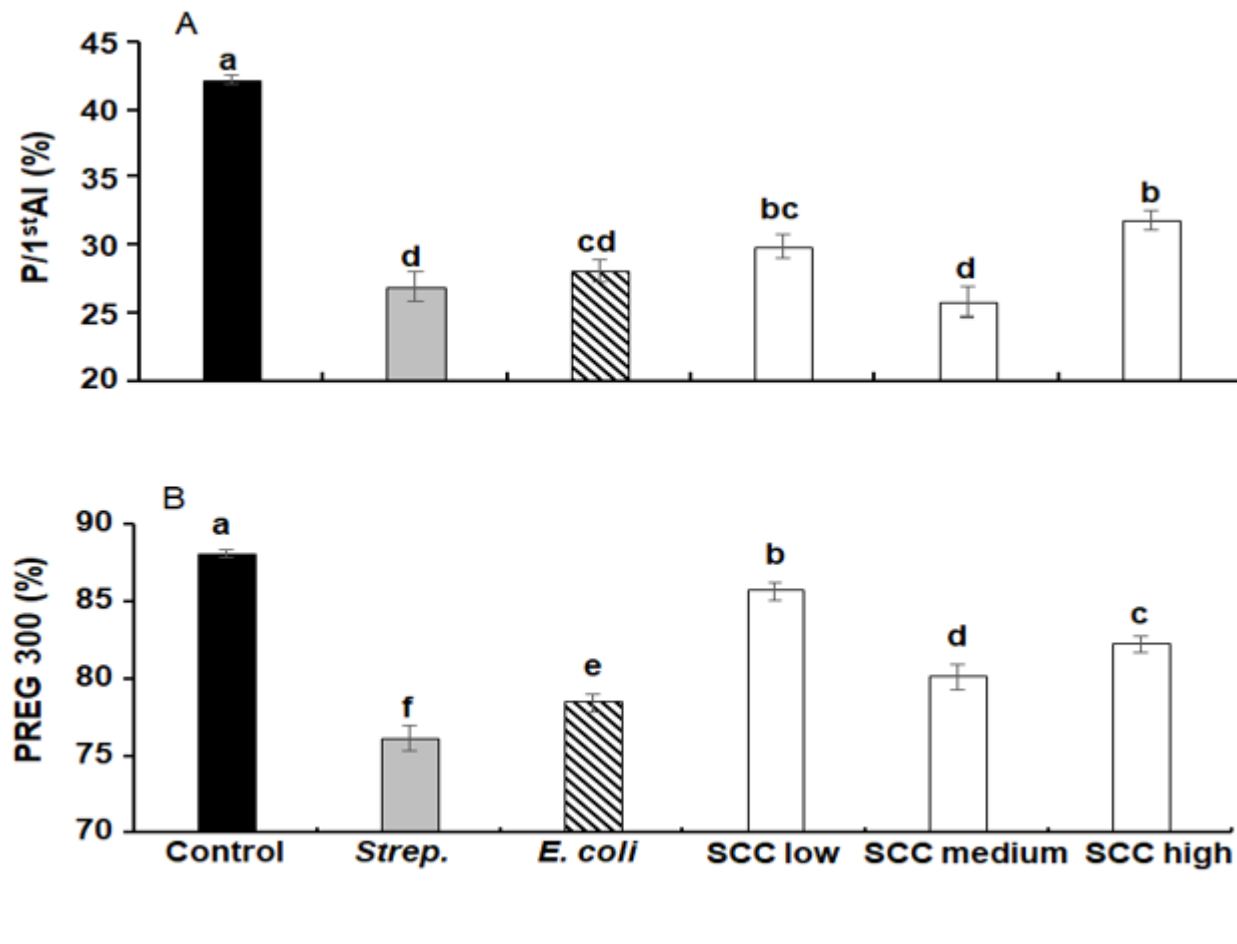 A
45
40
35
30
25
20
P/1stAI (%)
a
d
cd
bc
d
b
B
90
85
80
75
70
PREG 300 (%)
a
f
e
b
d
c
Control Strep. E. coli SCC low SCC medium SCC high